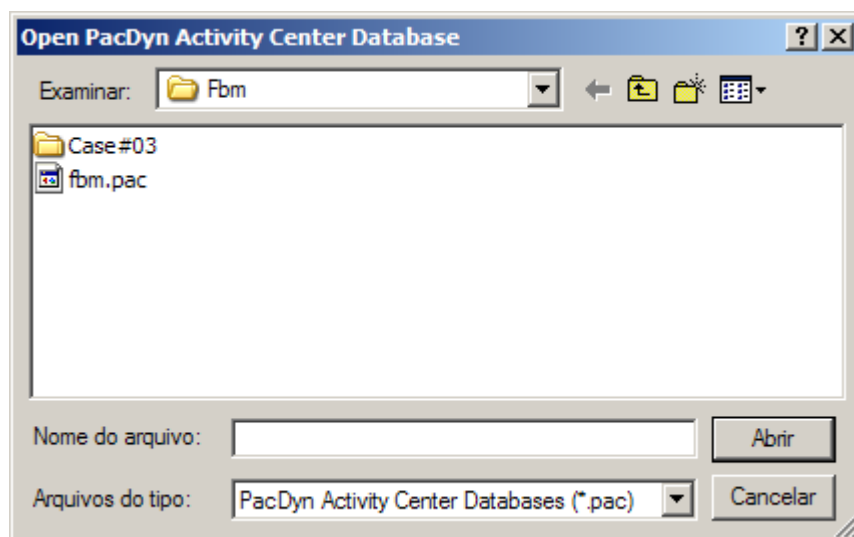 Open PacDyn Activity Center Database
Examinar: Fbm
Case#03
fbm.pac
Nome do arquivo: Abrir
Arquivos do tipo: PacDyn Activity Center Databases (*.pac) Cancelar